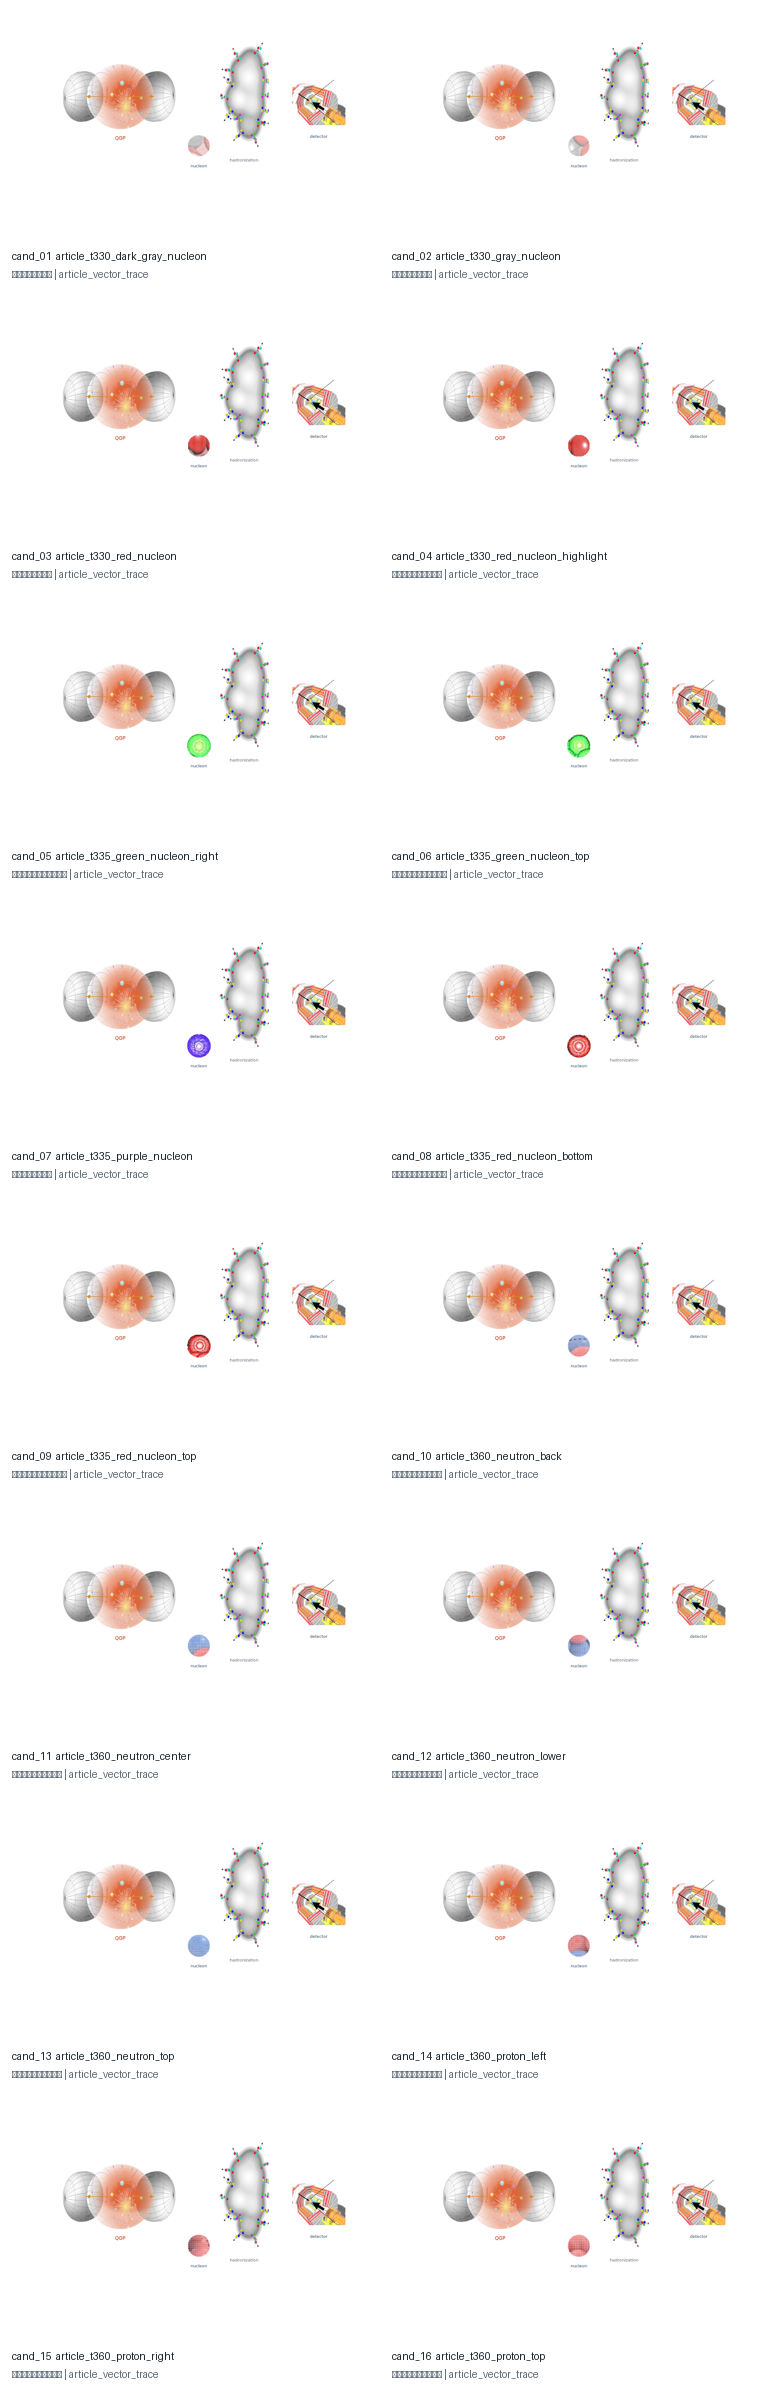 QGP
nucleon
hadronization
detector
QGP
nucleon
hadronization
detector
cand_01 article_t330_dark_gray_nucleon
| article_vector_trace
cand_02 article_t330_gray_nucleon
| article_vector_trace
QGP
nucleon
hadronization
detector
QGP
nucleon
hadronization
detector
cand_03 article_t330_red_nucleon
| article_vector_trace
cand_04 article_t330_red_nucleon_highlight
| article_vector_trace
QGP
nucleon
hadronization
detector
QGP
nucleon
hadronization
detector
cand_05 article_t335_green_nucleon_right
| article_vector_trace
cand_06 article_t335_green_nucleon_top
| article_vector_trace
QGP
nucleon
hadronization
detector
QGP
nucleon
hadronization
detector
cand_07 article_t335_purple_nucleon
| article_vector_trace
cand_08 article_t335_red_nucleon_bottom
| article_vector_trace
QGP
nucleon
hadronization
detector
QGP
nucleon
hadronization
detector
cand_09 article_t335_red_nucleon_top
| article_vector_trace
cand_10 article_t360_neutron_back
| article_vector_trace
QGP
nucleon
hadronization
detector
QGP
nucleon
hadronization
detector
cand_11 article_t360_neutron_center
| article_vector_trace
cand_12 article_t360_neutron_lower
| article_vector_trace
QGP
nucleon
hadronization
detector
QGP
nucleon
hadronization
detector
cand_13 article_t360_neutron_top
| article_vector_trace
cand_14 article_t360_proton_left
| article_vector_trace
QGP
nucleon
hadronization
detector
QGP
nucleon
hadronization
detector
cand_15 article_t360_proton_right
| article_vector_trace
cand_16 article_t360_proton_top
| article_vector_trace